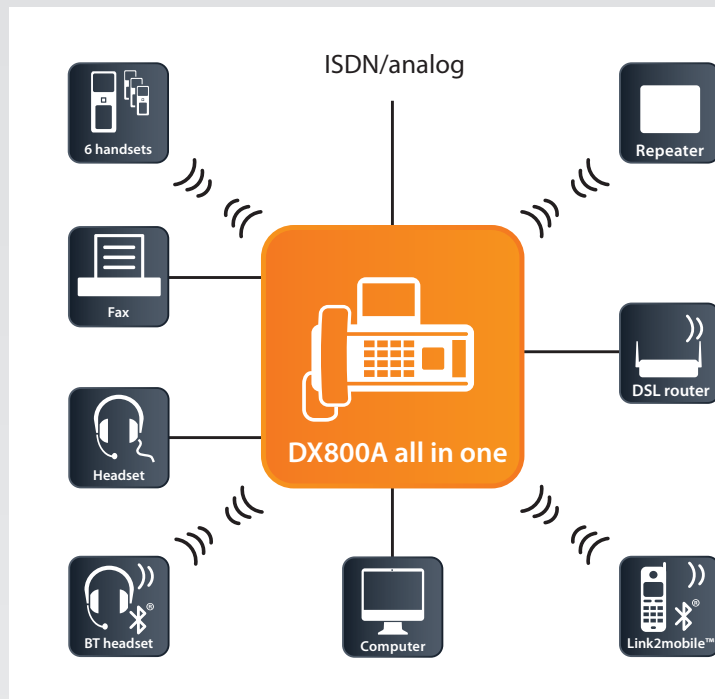 ISDN/analog
6 handsets
Repeater
Fax
DSL router
DX800A all in one
Headset
BT headset
®
Computer
Link2mobile™
®